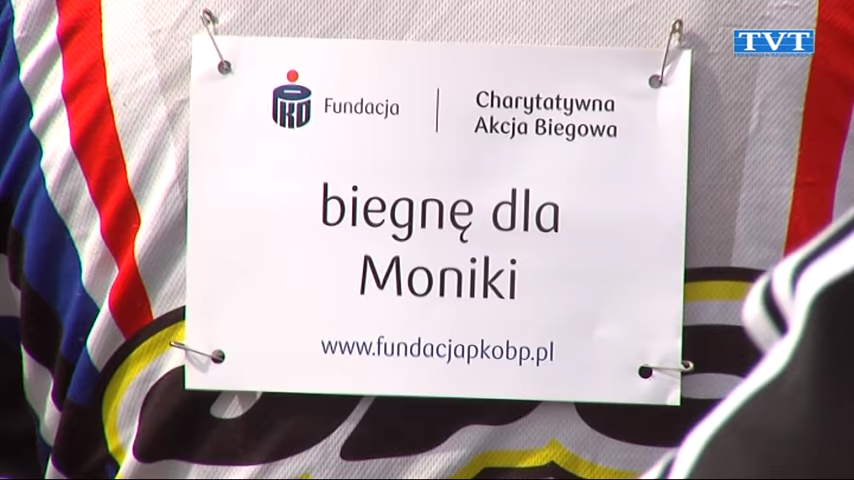 TVT
PKO
Fundacja
Charytatywna
Akcja Biegowa
biegnę dla
Moniki
www.fundacjapkobp.pl